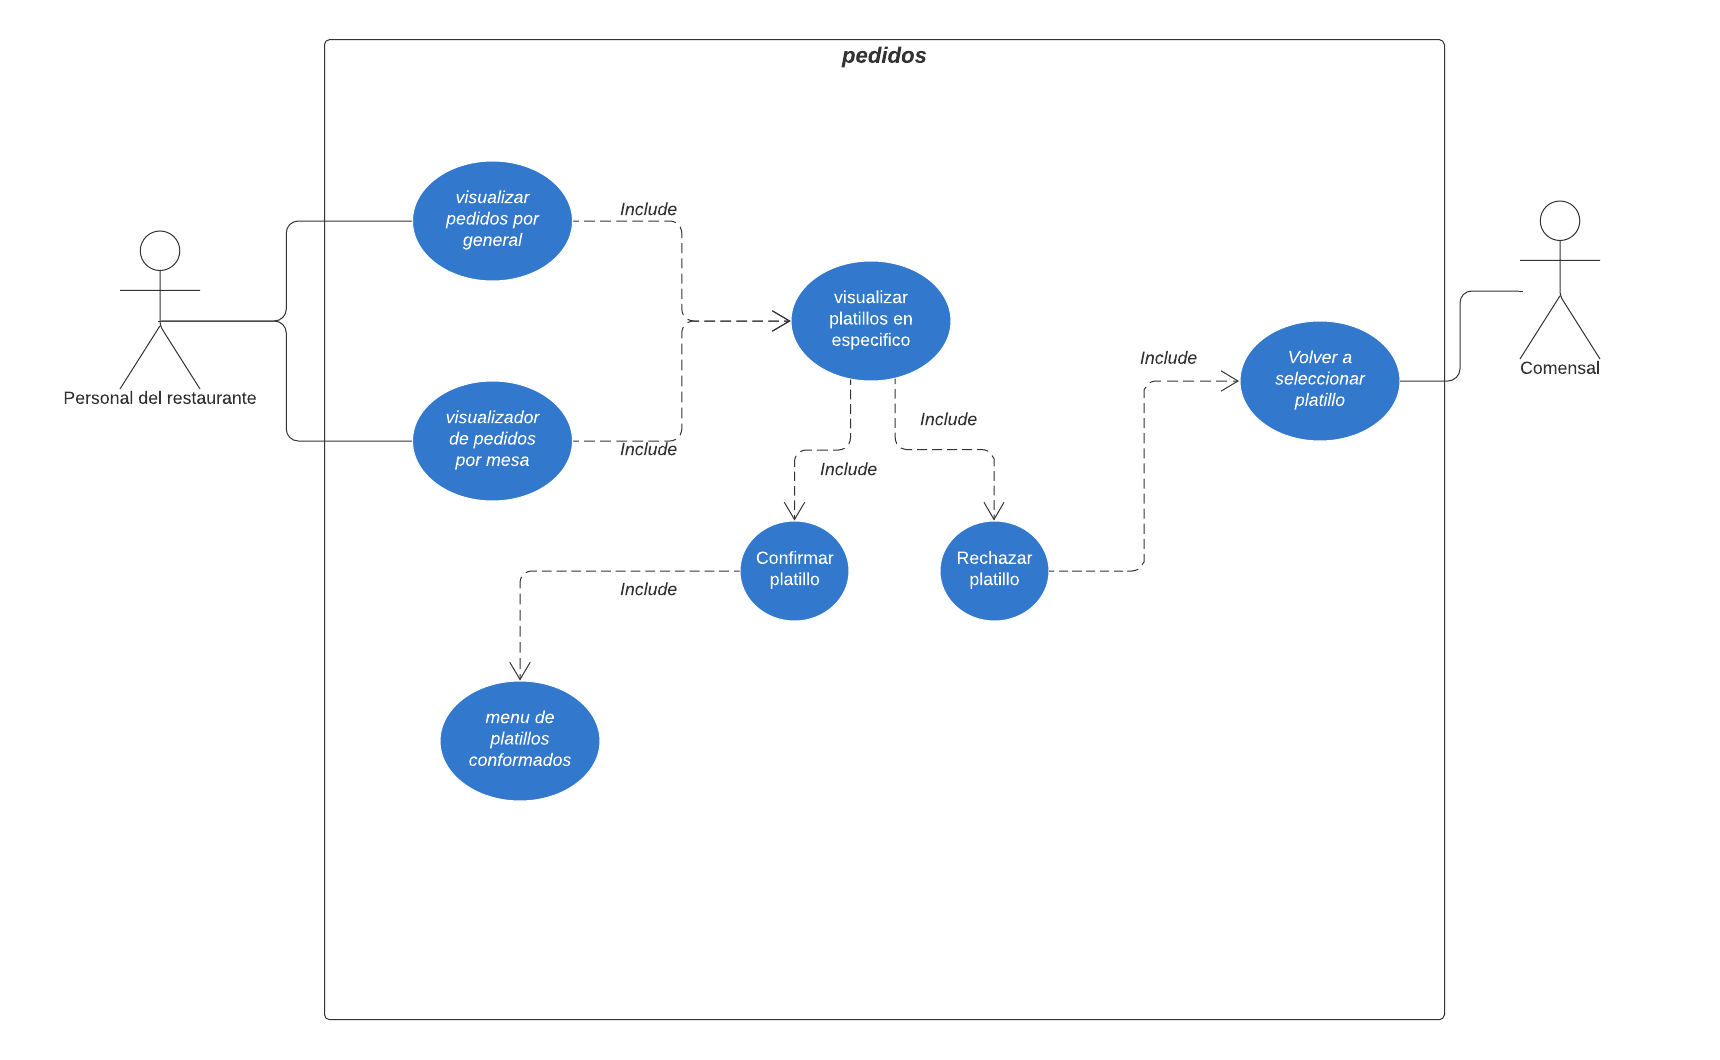 pedidos
visualizar
pedidos por
general
Include
Personal del restaurante
visualizador
de pedidos
por mesa
Include
visualizar
platillos en
especifico
Include
Include
Confirmar
platillo
Rechazar
platillo
Include
menu de
platillos
conformados
Include
Volver a
seleccionar
platillo
Comensal